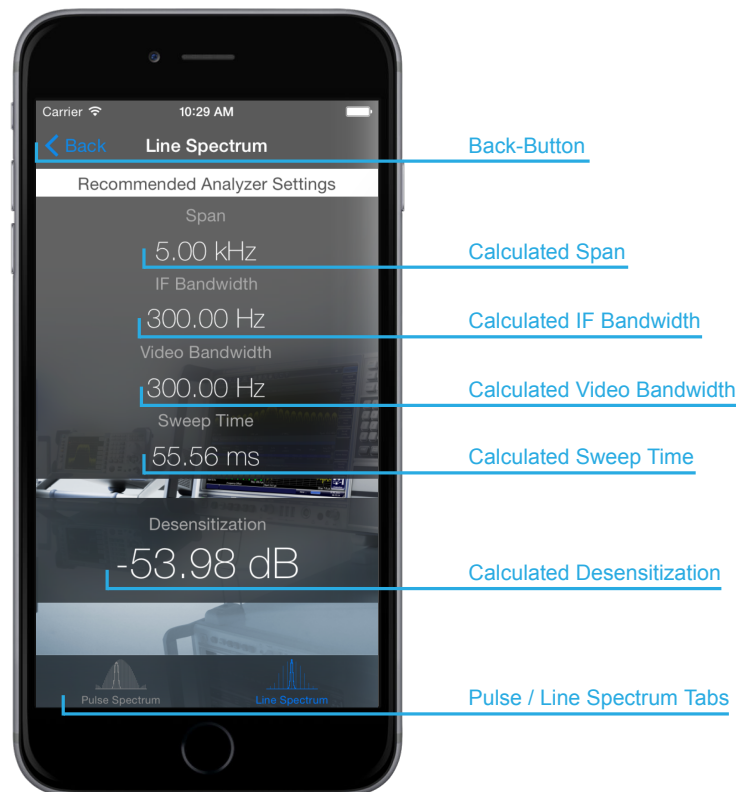 Carrier 10:29 AM
Back Line Spectrum
Back-Button
Recommended Analyzer Settings
Span
5.00 kHz
Calculated Span
IF Bandwidth
300.00 Hz
Calculated IF Bandwidth
Video Bandwidth
300.00 Hz
Calculated Video Bandwidth
Sweep Time
55.56 ms
Calculated Sweep Time
Desensitization
-53.98 dB
Calculated Desensitization
Pulse Spectrum Line Spectrum
Pulse / Line Spectrum Tabs